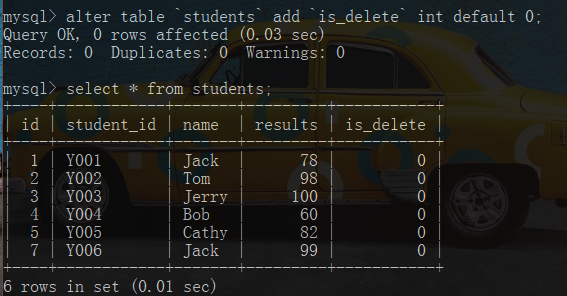 mysql> alter table `students` add `is_delete` int default 0;
Query OK, 0 rows affected (0.03 sec)
Records: 0  Duplicates: 0  Warnings: 0

mysql> select * from students;
+----+------------+-------+---------+-----------+
| id | student_id | name  | results | is_delete |
+----+------------+-------+---------+-----------+
|  1 | Y001       | Jack  |      78 |         0 |
|  2 | Y002       | Tom   |      98 |         0 |
|  3 | Y003       | Jerry |     100 |         0 |
|  4 | Y004       | Bob   |      60 |         0 |
|  5 | Y005       | Cathy |      82 |         0 |
|  7 | Y006       | Jack  |      99 |         0 |
+----+------------+-------+---------+-----------+
6 rows in set (0.01 sec)